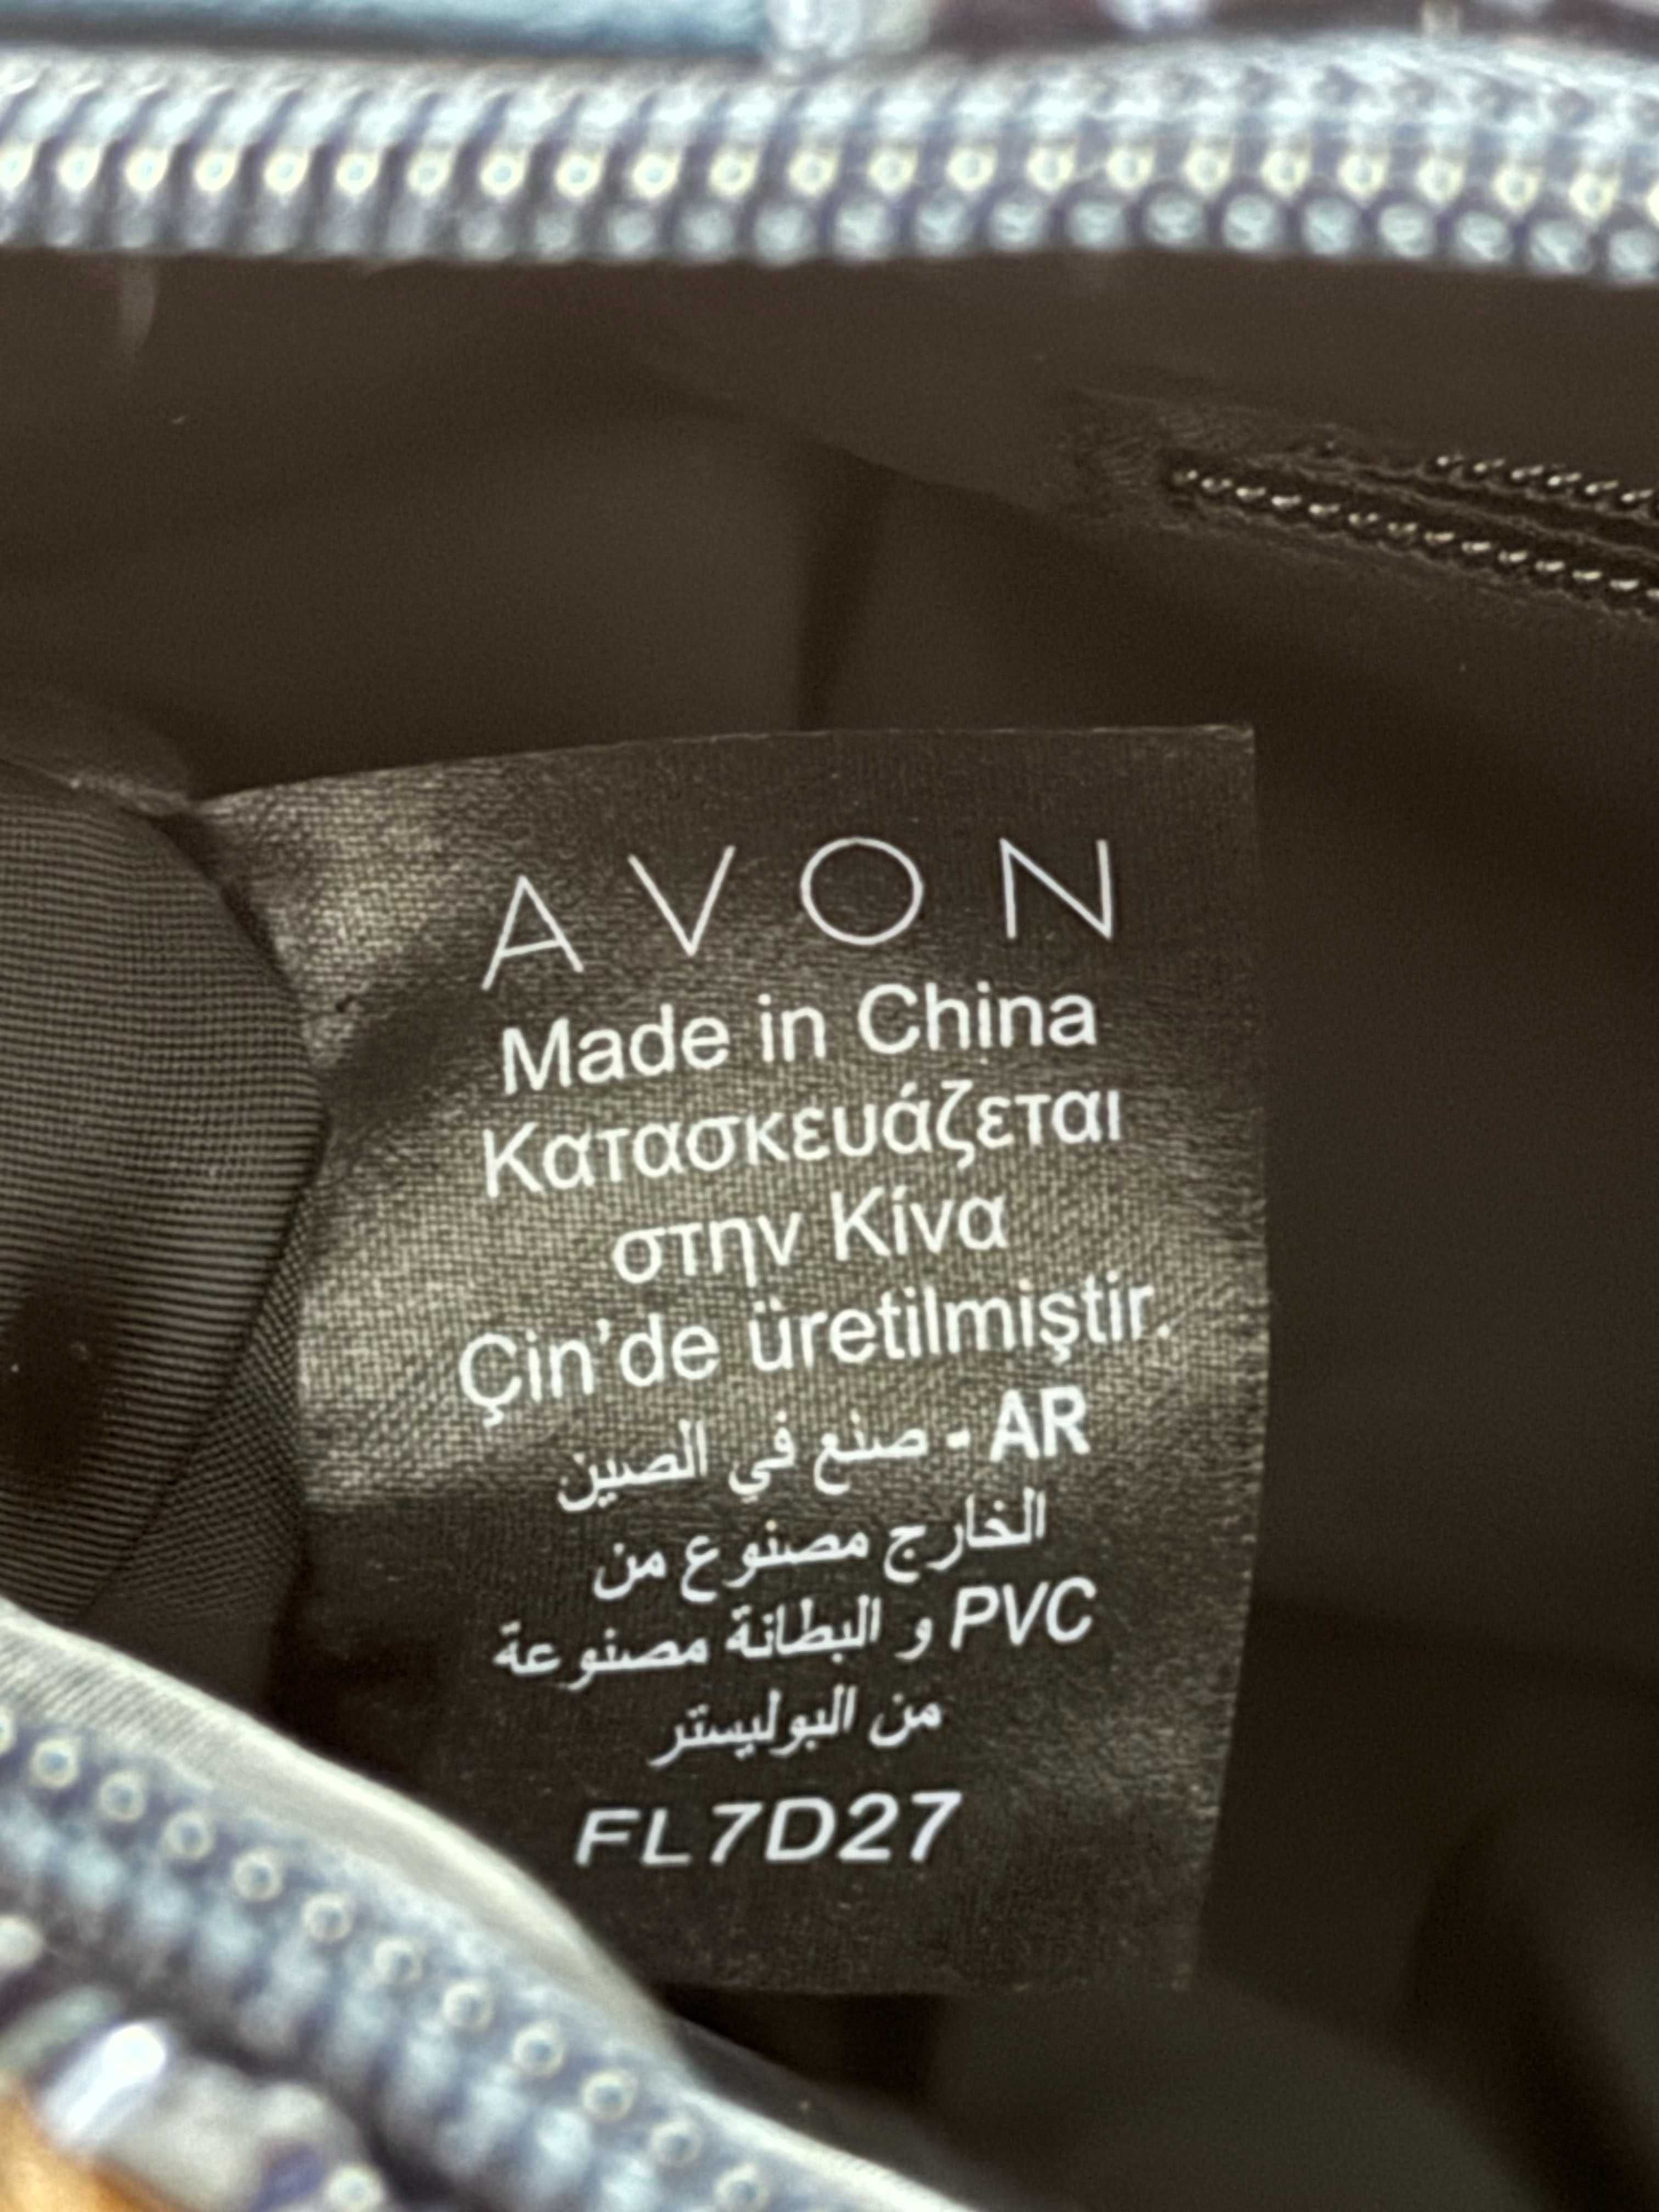 AVON
Made in China
Κατασκευάζεται
στην Κίνα
Çin'de üretilmiştir.
AR - صنع في الصين
الخارج مصنوع من
PVC و البطانة مصنوعة
من البوليستر
FL7D27